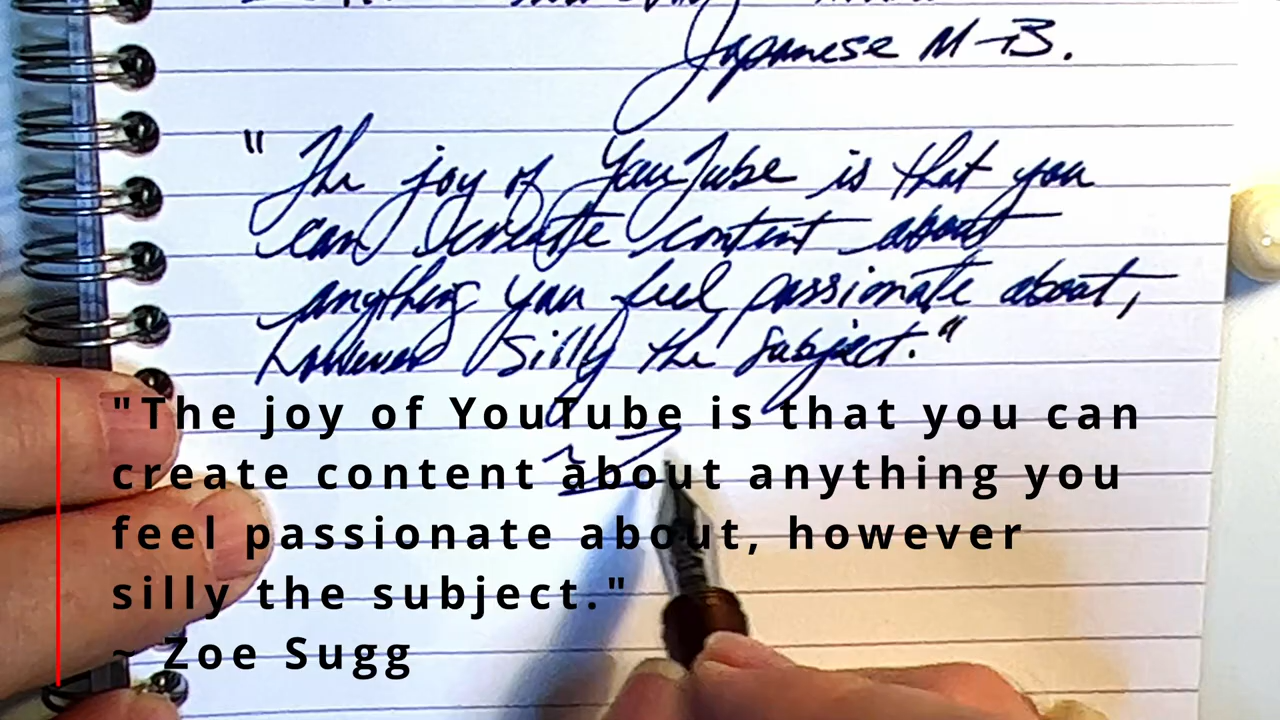 Japanese M-B.
"The joy of YouTube is that you
can create content about
anything you feel passionate about,
however silly the subject."
~
"The joy of YouTube is that you can
create content about anything you
feel passionate about, however
silly the subject."
~ Zoe Sugg